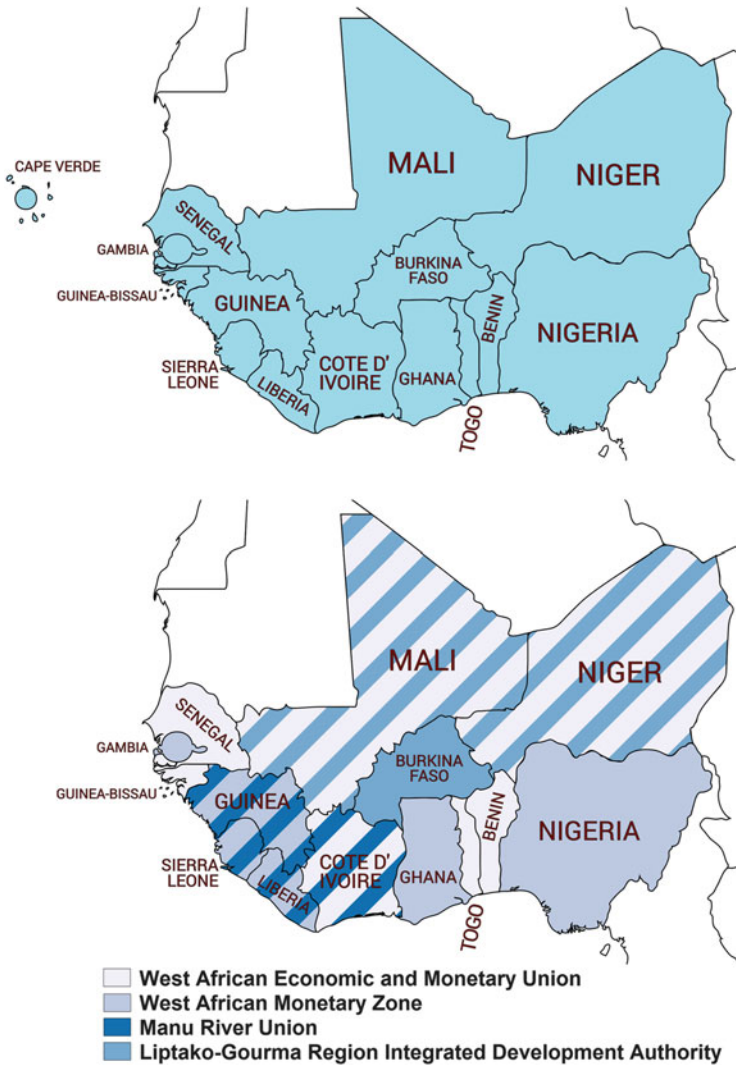 CAPE VERDE
MALI
NIGER
SENEGAL
GAMBIA
BURKINA
FASO
GUINEA-BISSAU
GUINEA
BENIN
NIGERIA
SIERRA
LEONE
COTE D'
IVOIRE
GHANA
LIBERIA
TOGO
MALI
NIGER
SENEGAL
GAMBIA
BURKINA
FASO
GUINEA-BISSAU
GUINEA
BENIN
NIGERIA
SIERRA
LEONE
COTE D'
IVOIRE
GHANA
LIBERIA
TOGO
West African Economic and Monetary Union
West African Monetary Zone
Manu River Union
Liptako-Gourma Region Integrated Development Authority